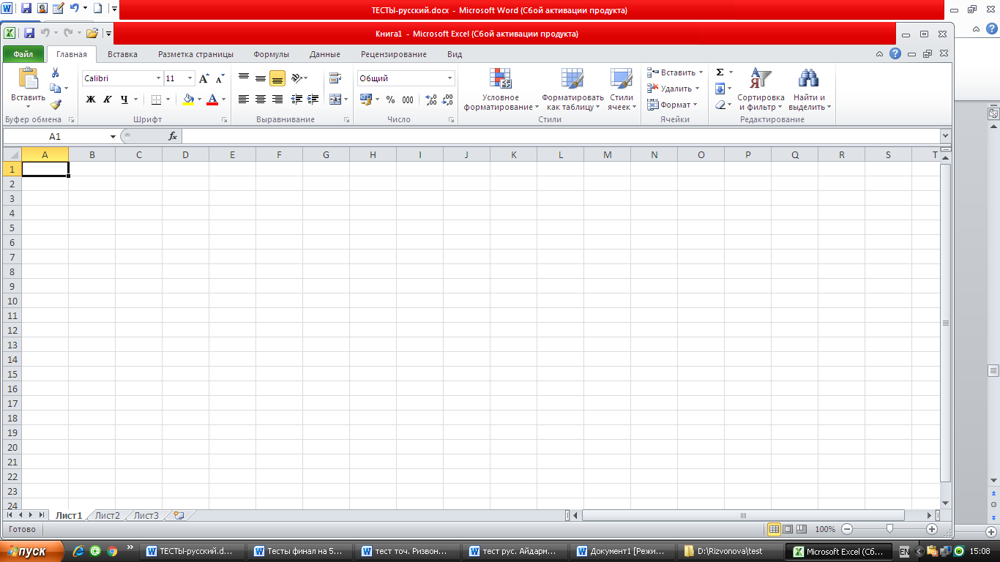 ТЕСТЫ-русский.docx - Microsoft Word (Сбой активации продукта)
Книга1 - Microsoft Excel (Сбой активации продукта)
Файл Главная Вставка Разметка страницы Формулы Данные Рецензирование Вид
Calibri 11 Общий Вставить
Вставить Условное форматирование Форматировать как таблицу Стили ячеек Удалить Сортировка и фильтр Найти и выделить
Ж К Ч % 000 Формат
Буфер обмена Шрифт Выравнивание Число Стили Ячейки Редактирование
A1 fx
A B C D E F G H I J K L M N O P Q R S T
1
2
3
4
5
6
7
8
9
10
11
12
13
14
15
16
17
18
19
20
21
22
23
24
Лист1 Лист2 Лист3
Готово 100%
пуск ТЕСТЫ-русский.d... Тесты финал на 5... тест точ. Ризвон... тест рус. Айдарм... Документ1 [Режи... D:\Rizvonova\test Microsoft Excel (Сб... EN 15:08